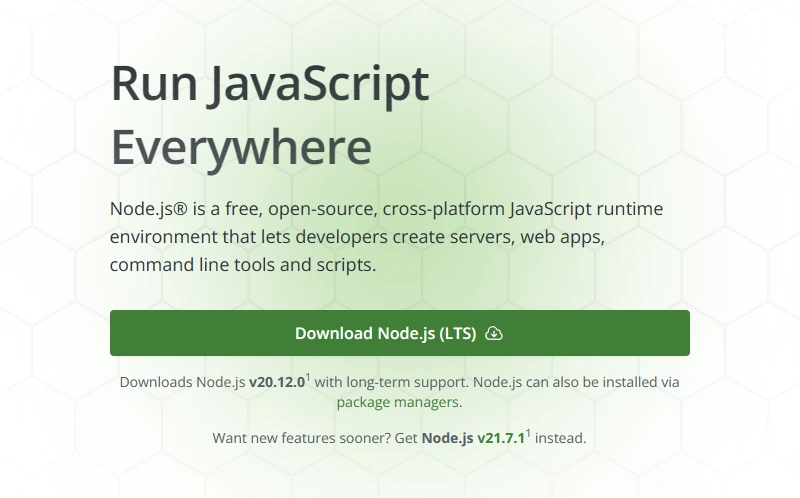 Run JavaScript
Everywhere
Node.js® is a free, open-source, cross-platform JavaScript runtime
environment that lets developers create servers, web apps,
command line tools and scripts.
Download Node.js (LTS)
Downloads Node.js v20.12.0¹ with long-term support. Node.js can also be installed via
package managers.
Want new features sooner? Get Node.js v21.7.1¹ instead.